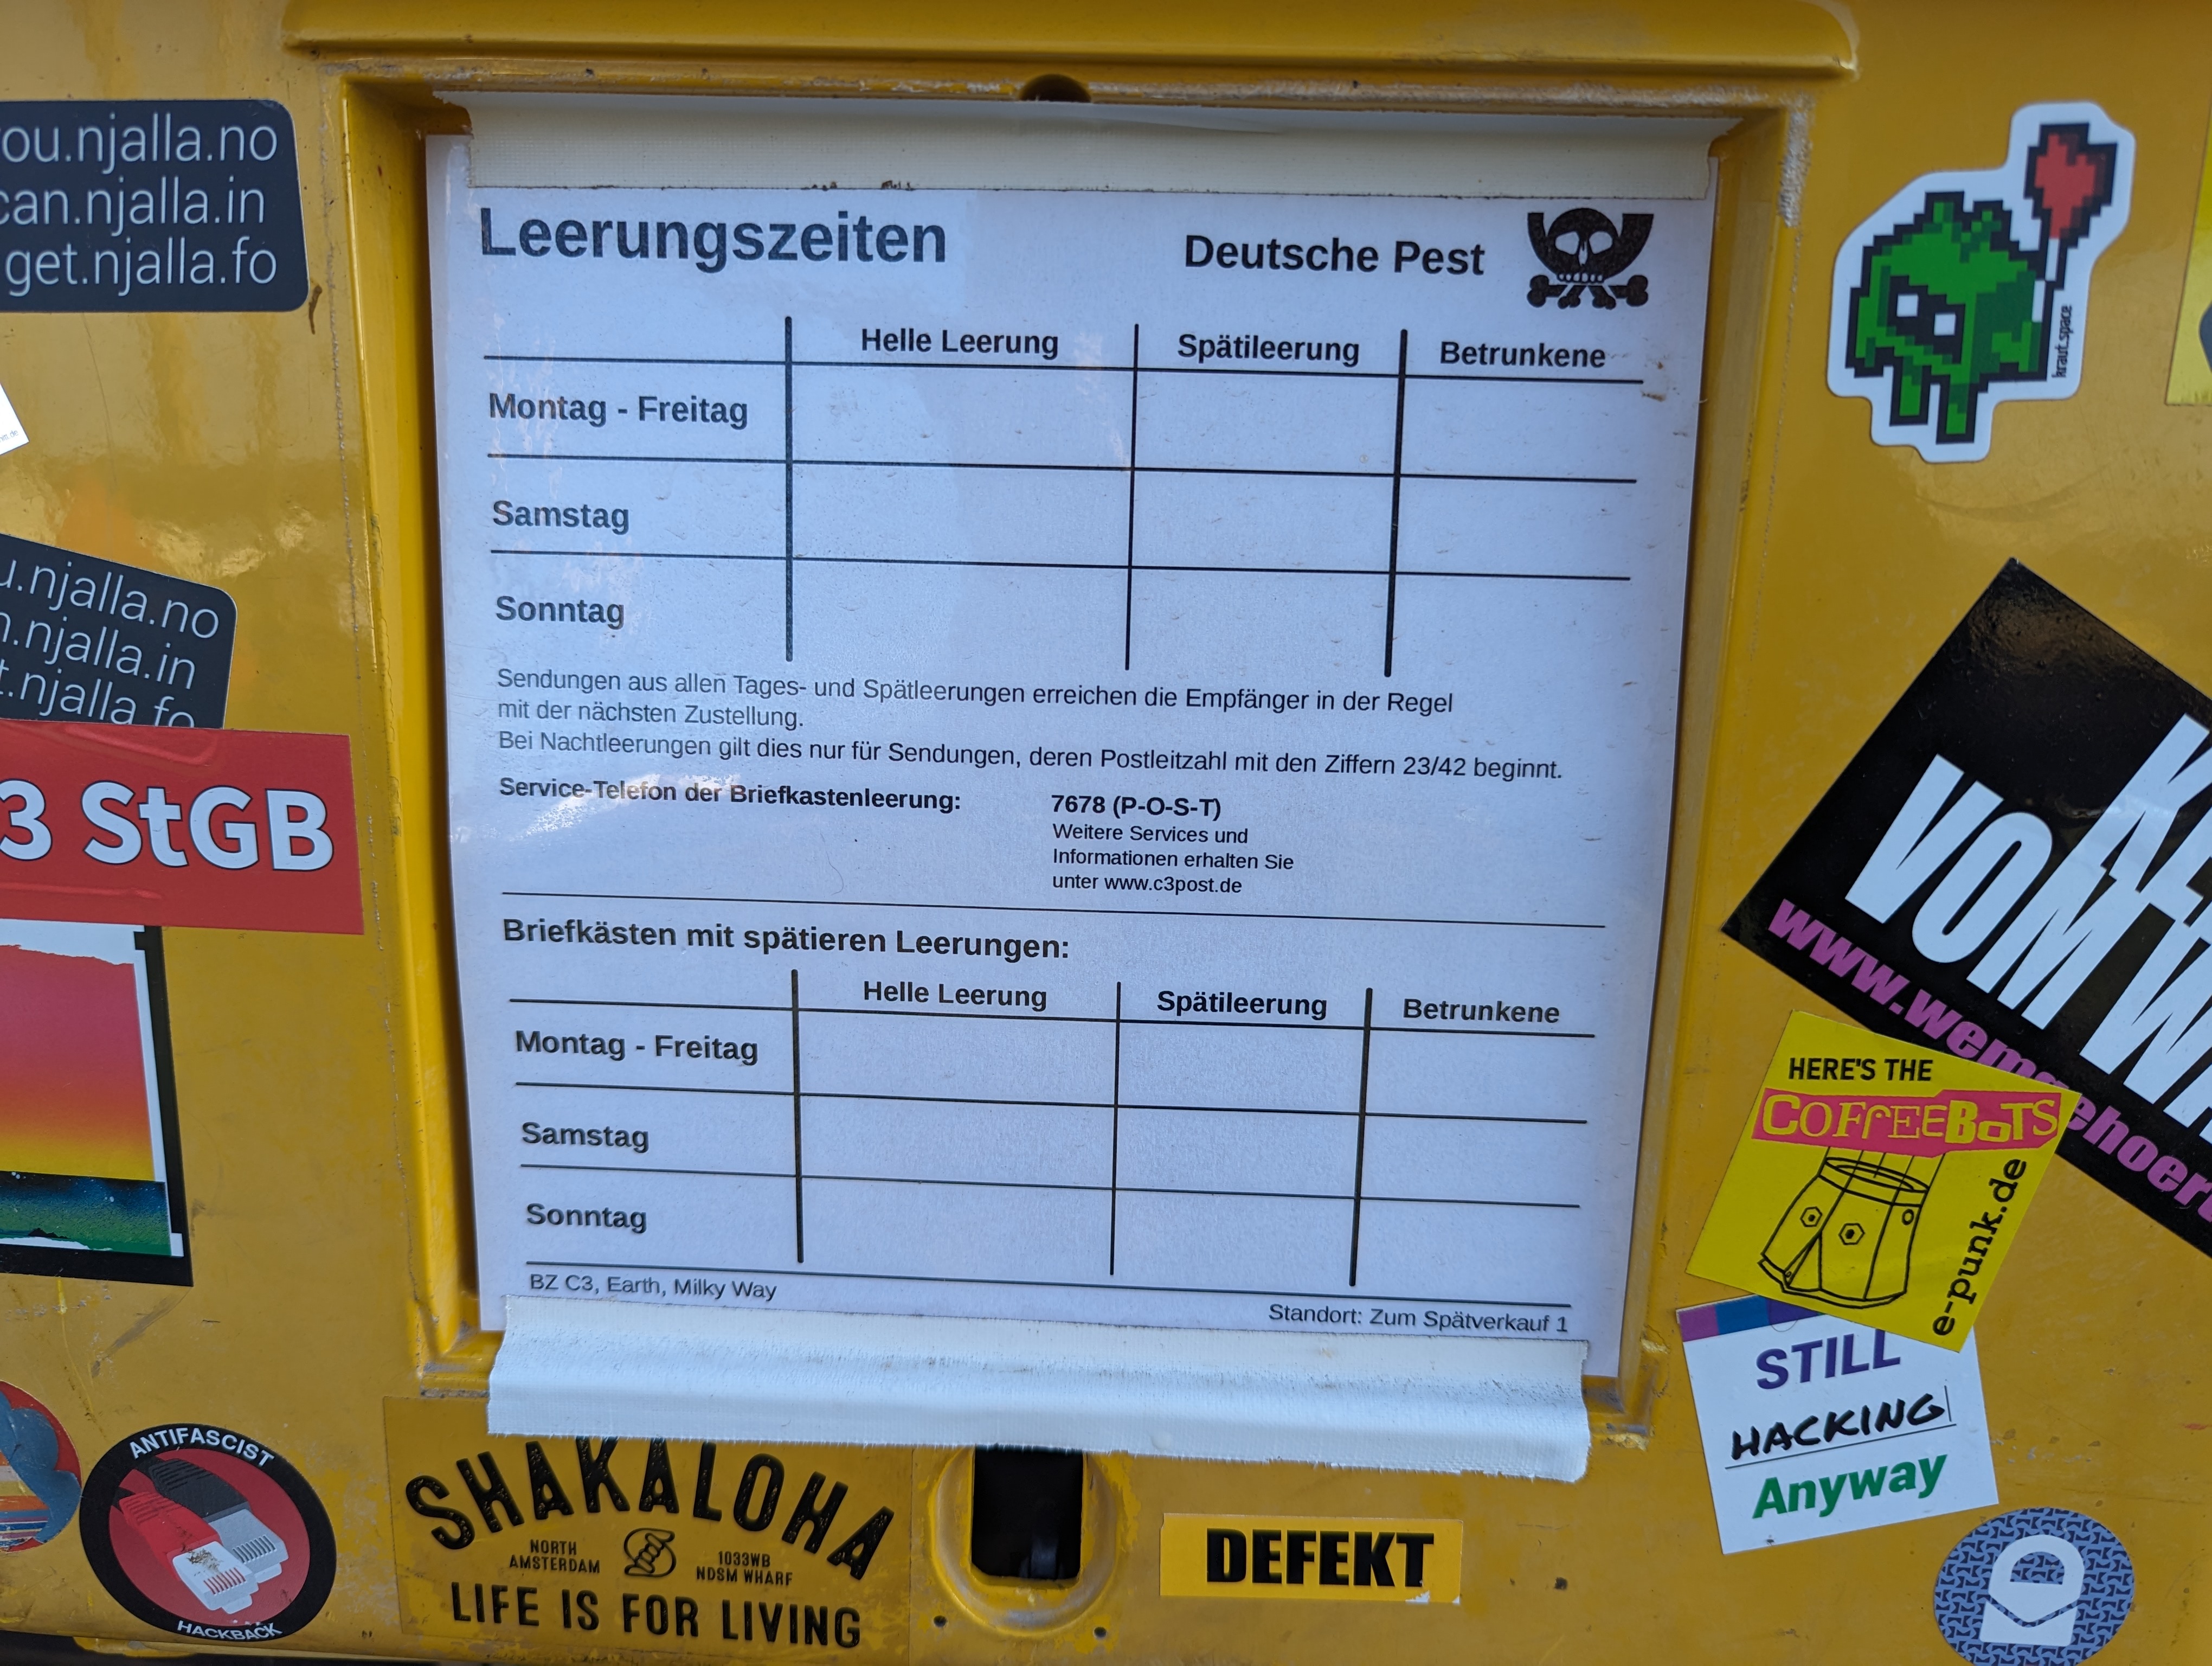 ou.njalla.no
can.njalla.in
get.njalla.fo
u.njalla.no
n.njalla.in
t.njalla fo
3 StGB
Leerungszeiten
Deutsche Pest
Helle Leerung Spätileerung Betrunkene
Montag - Freitag
Samstag
Sonntag
Sendungen aus allen Tages- und Spätleerungen erreichen die Empfänger in der Regel
mit der nächsten Zustellung.
Bei Nachtleerungen gilt dies nur für Sendungen, deren Postleitzahl mit den Ziffern 23/42 beginnt.
Service-Telefon der Briefkastenleerung:
7678 (P-O-S-T)
Weitere Services und
Informationen erhalten Sie
unter www.c3post.de
Briefkästen mit spätieren Leerungen:
Helle Leerung Spätileerung Betrunkene
Montag - Freitag
Samstag
Sonntag
BZ C3, Earth, Milky Way
Standort: Zum Spätverkauf 1
kraut.space
VOM
HERE'S THE
COFFEEBOTS
e-punk.de
STILL
HACKING
Anyway
ANTIFASCIST
HACKBACK
SHAKALOHA
NORTH
AMSTERDAM
1033WB
NDSM WHARF
LIFE IS FOR LIVING
DEFEKT